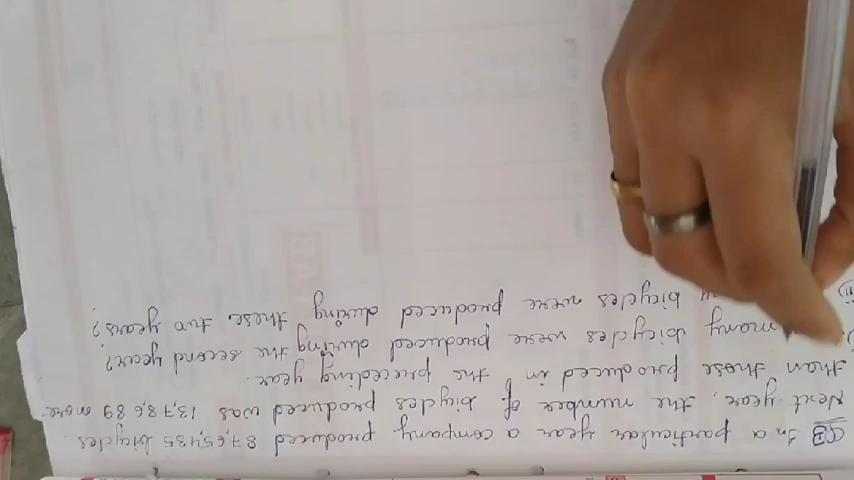 Q3 In a particular year a company produced 87,65,435 bicycles.
Next year, the number of bicycles produced was 13,78,689 more
than those produced in the preceding year.
many bicycles were produced during the second year?
(ii) bicycles were produced during these two years?